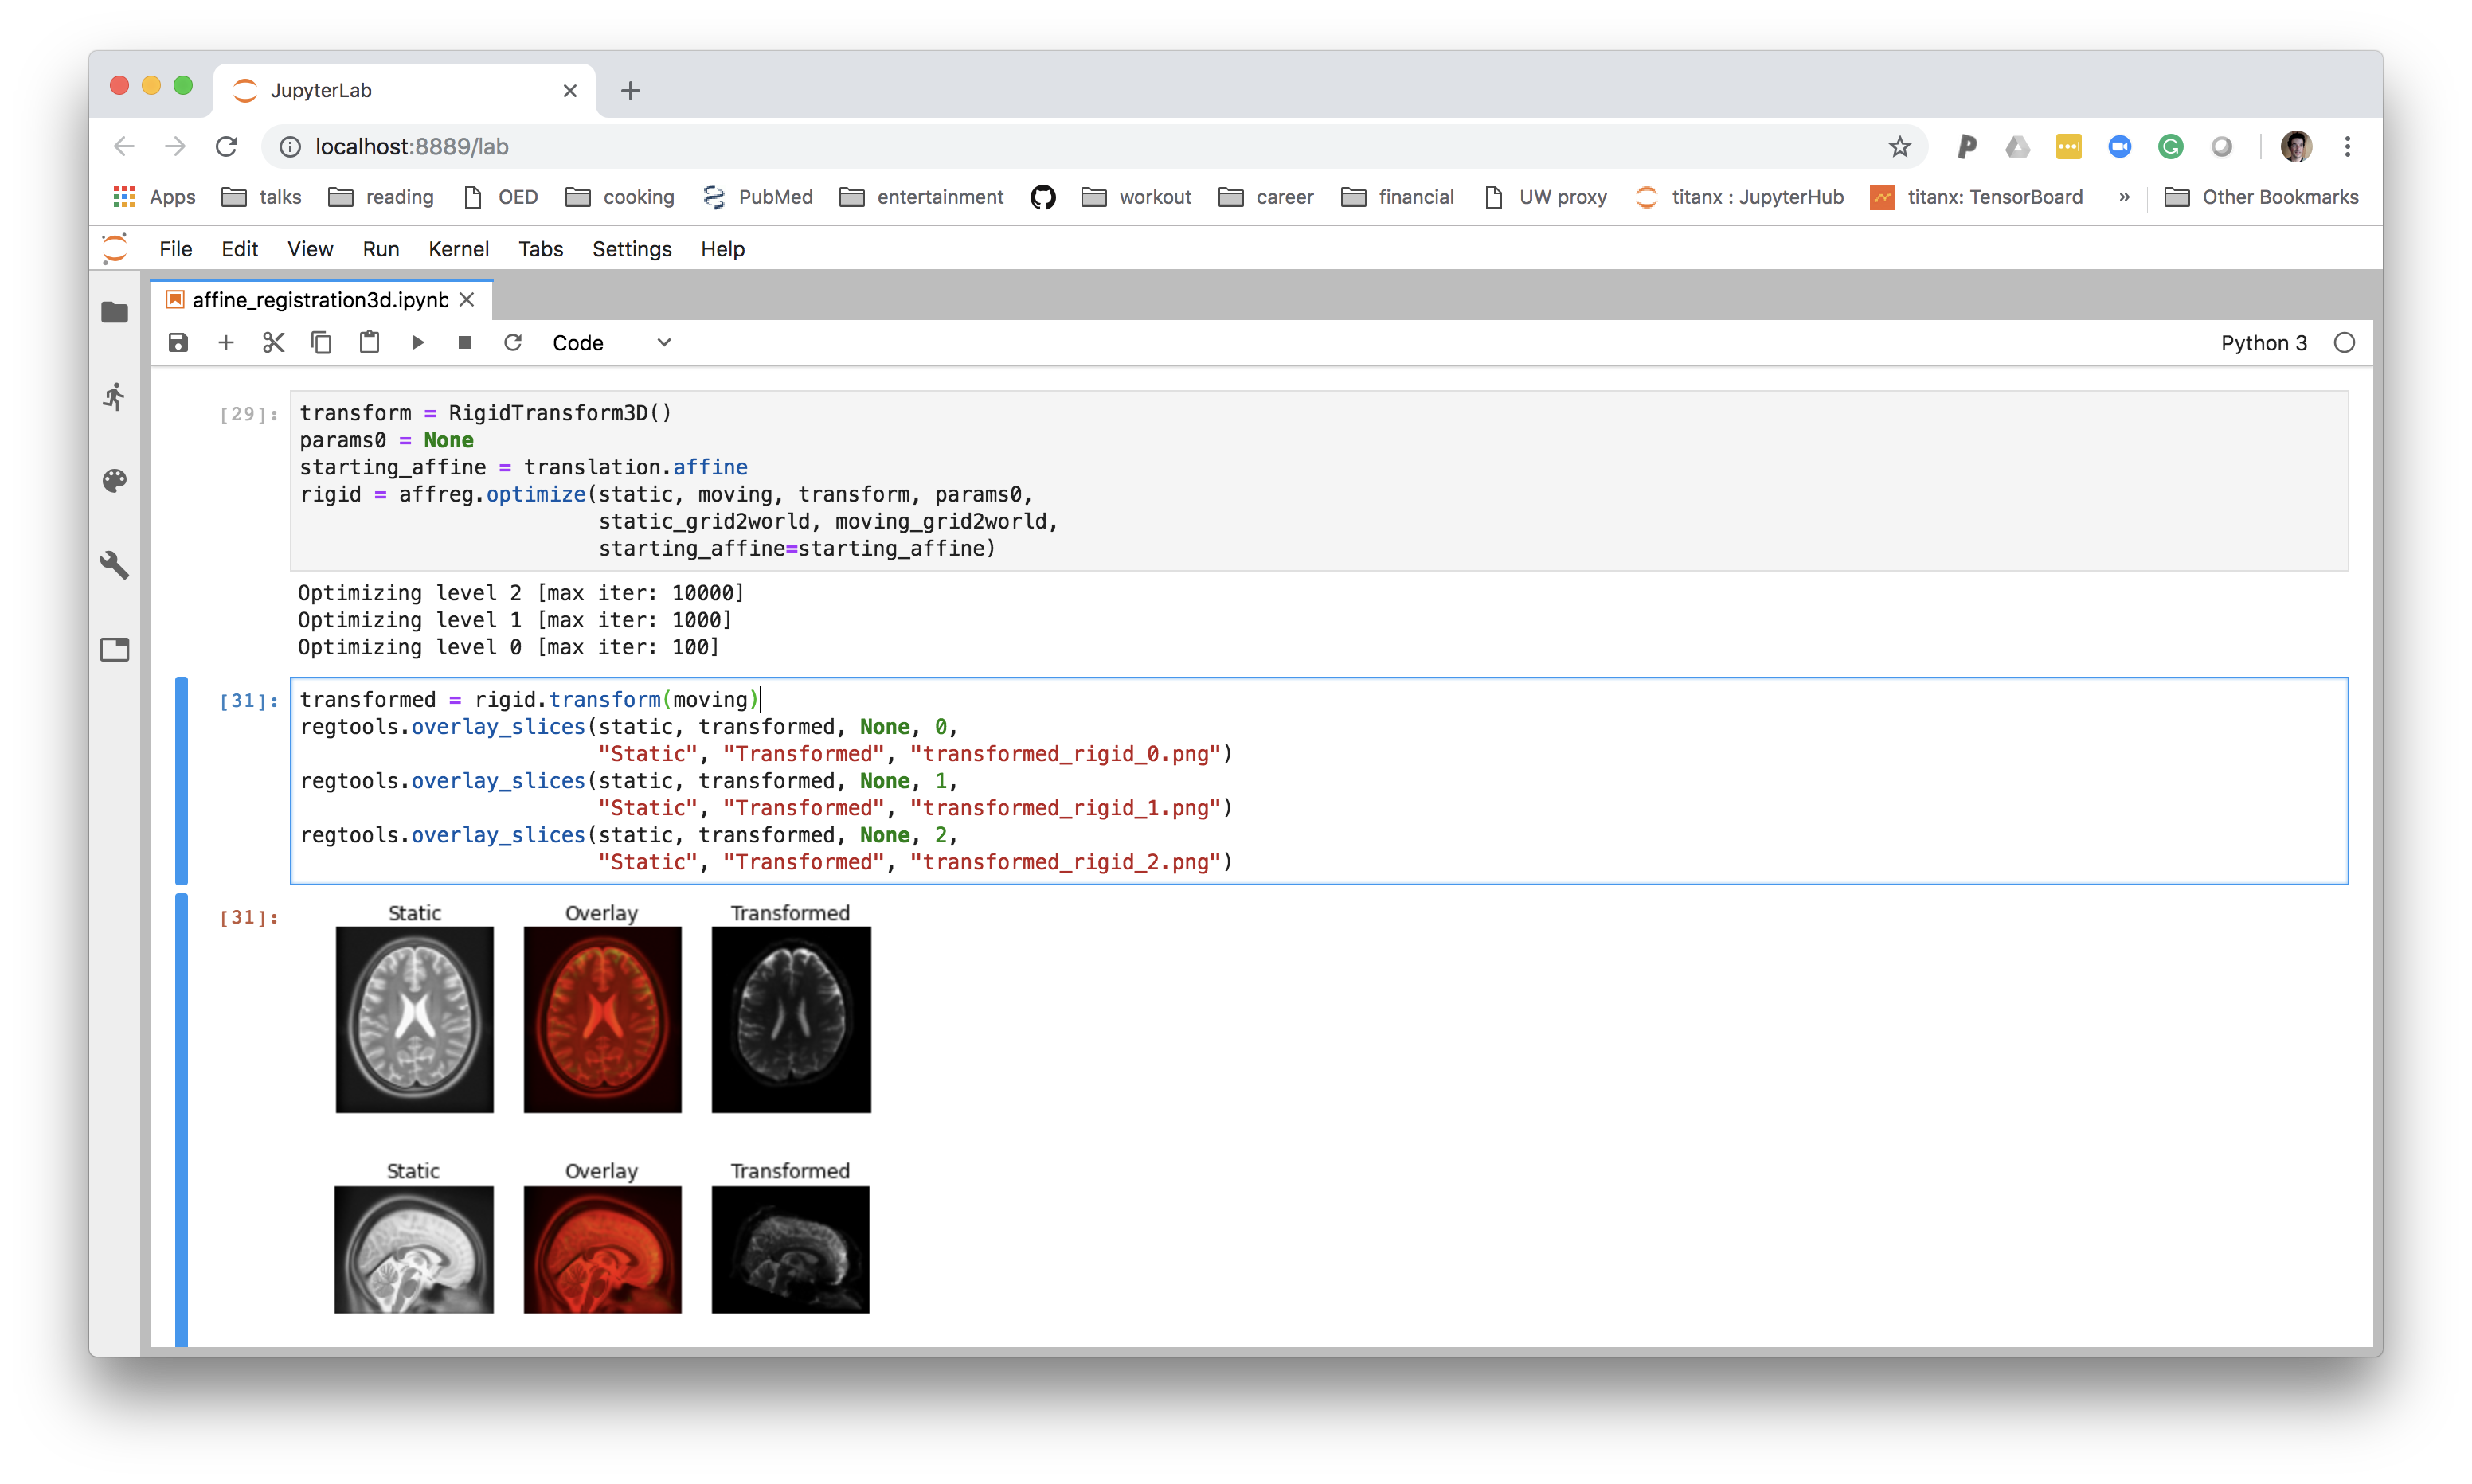 JupyterLab
localhost:8889/lab
Apps talks reading OED cooking PubMed entertainment workout career financial UW proxy titanx : JupyterHub titanx: TensorBoard » Other Bookmarks
File Edit View Run Kernel Tabs Settings Help
affine_registration3d.ipynb
Code Python 3
[29]: transform = RigidTransform3D()
params0 = None
starting_affine = translation.affine
rigid = affreg.optimize(static, moving, transform, params0,
static_grid2world, moving_grid2world,
starting_affine=starting_affine)
Optimizing level 2 [max iter: 10000]
Optimizing level 1 [max iter: 1000]
Optimizing level 0 [max iter: 100]
[31]: transformed = rigid.transform(moving)
regtools.overlay_slices(static, transformed, None, 0,
"Static", "Transformed", "transformed_rigid_0.png")
regtools.overlay_slices(static, transformed, None, 1,
"Static", "Transformed", "transformed_rigid_1.png")
regtools.overlay_slices(static, transformed, None, 2,
"Static", "Transformed", "transformed_rigid_2.png")
[31]: Static Overlay Transformed
Static Overlay Transformed